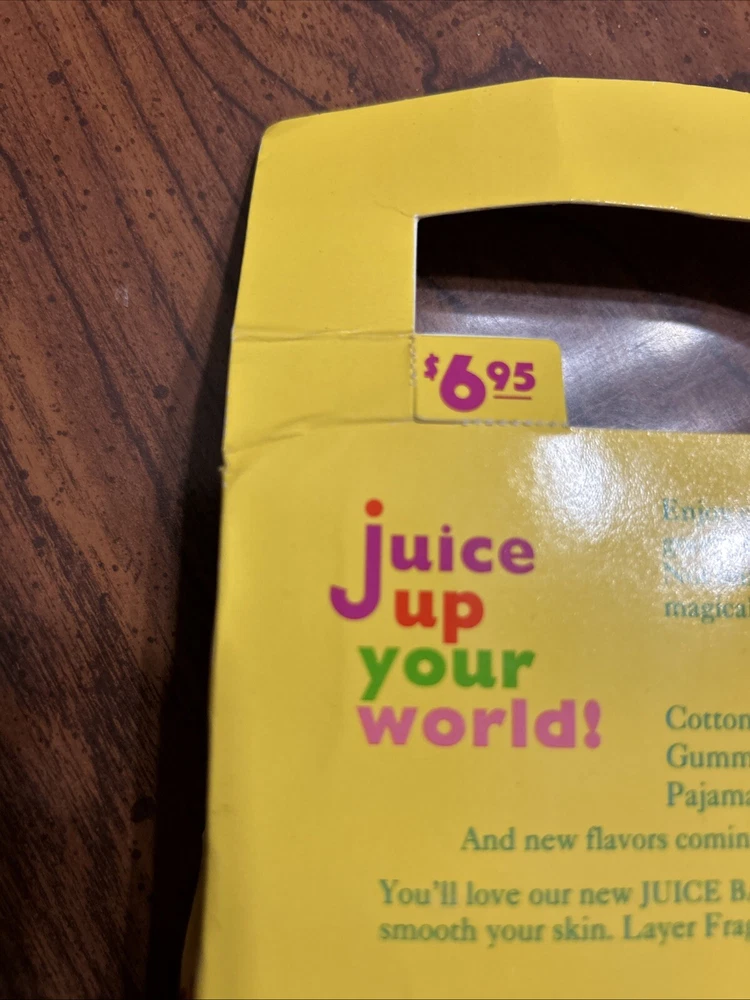 $6.95
juice
up
your
world!
magical
Cotton
Gumm
Pajama
And new flavors comin
You'll love our new JUICE B
smooth your skin. Layer Frag